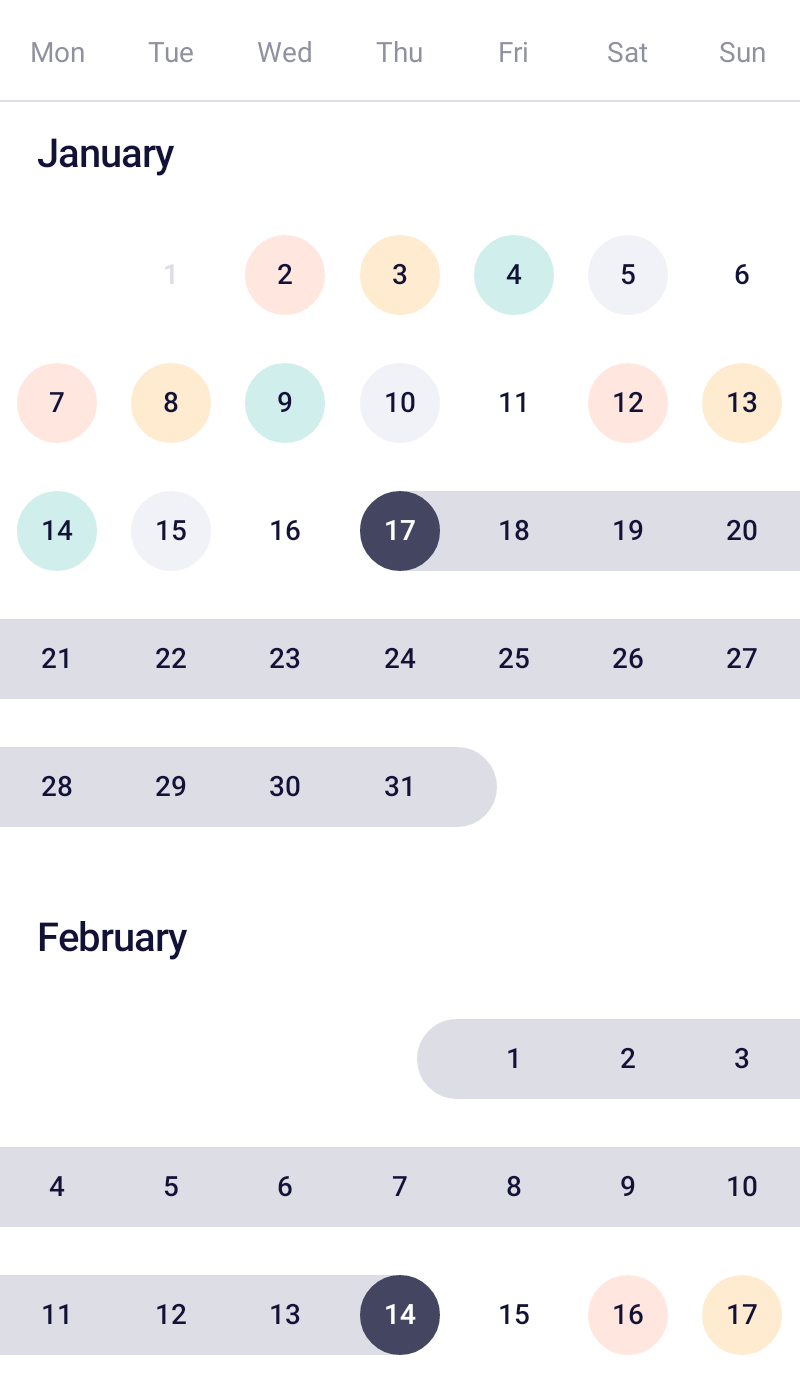 Mon Tue Wed Thu Fri Sat Sun
January
1 2 3 4 5 6
7 8 9 10 11 12 13
14 15 16 17 18 19 20
21 22 23 24 25 26 27
28 29 30 31
February
1 2 3
4 5 6 7 8 9 10
11 12 13 14 15 16 17